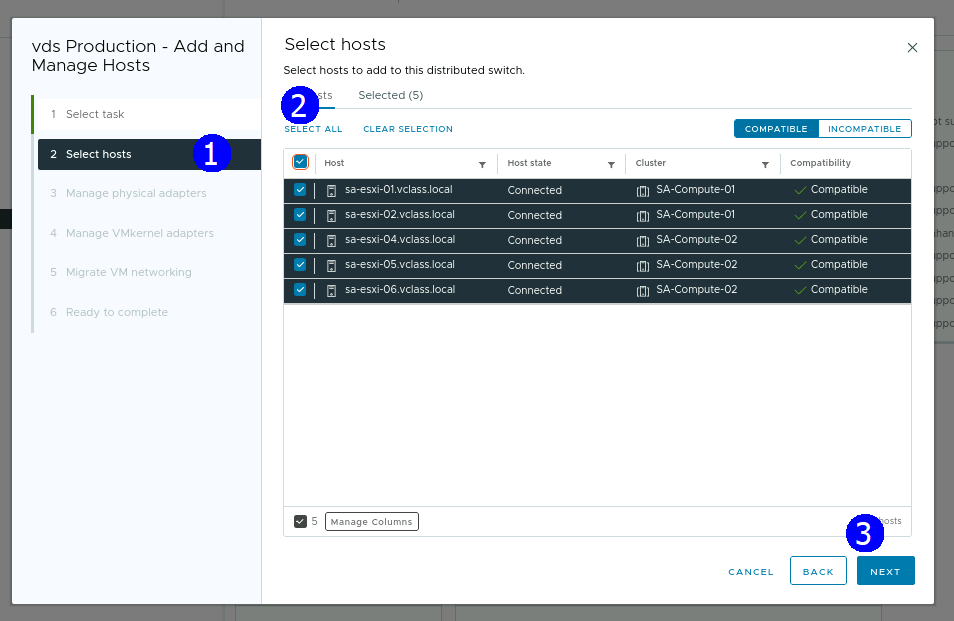 vds Production - Add and
Manage Hosts
1 Select task
2 Select hosts
1
3 Manage physical adapters
4 Manage VMkernel adapters
5 Migrate VM networking
6 Ready to complete
Select hosts
Select hosts to add to this distributed switch.
2
Selected (5)
SELECT ALL CLEAR SELECTION
COMPATIBLE INCOMPATIBLE
Host Host state Cluster Compatibility
sa-esxi-01.vclass.local Connected SA-Compute-01 Compatible
sa-esxi-02.vclass.local Connected SA-Compute-01 Compatible
sa-esxi-04.vclass.local Connected SA-Compute-02 Compatible
sa-esxi-05.vclass.local Connected SA-Compute-02 Compatible
sa-esxi-06.vclass.local Connected SA-Compute-02 Compatible
5 Manage Columns
3
CANCEL BACK NEXT